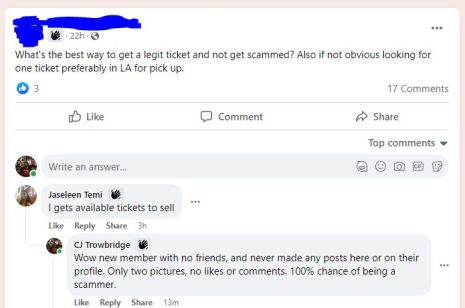 · 22h ·
What's the best way to get a legit ticket and not get scammed? Also if not obvious looking for
one ticket preferably in LA for pick up.
3
17 Comments
Like
Comment
Share
Top comments
Write an answer...
GIF
Jaseleen Temi
I gets available tickets to sell
Like Reply Share 3h
CJ Trowbridge
Wow new member with no friends, and never made any posts here or on their
profile. Only two pictures, no likes or comments. 100% chance of being a
scammer.
Like Reply Share 13m